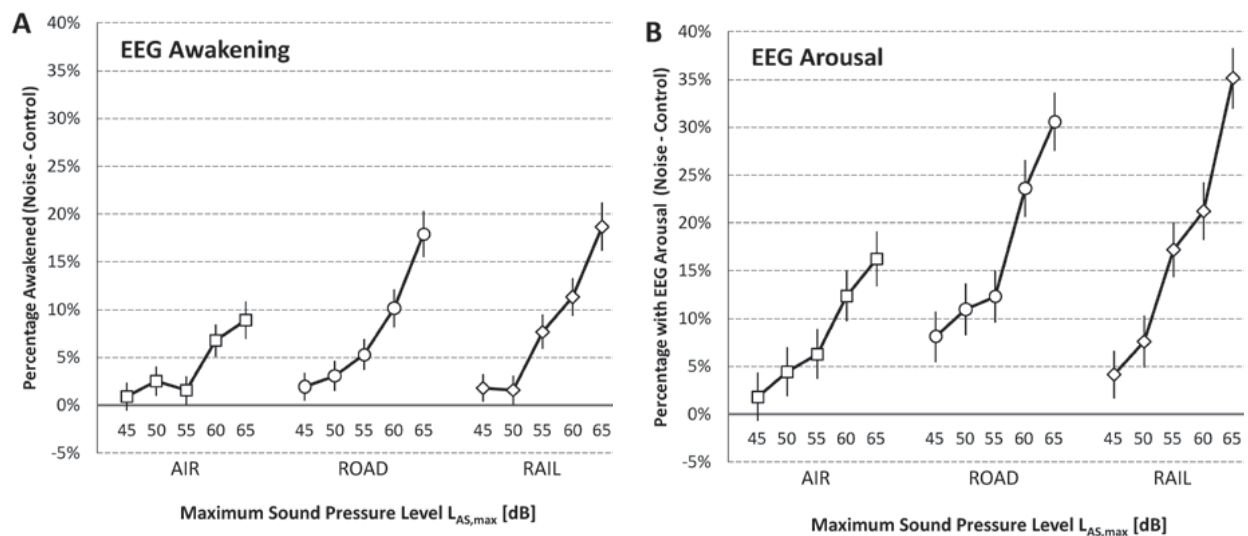 A
EEG Awakening
Percentage Awakened (Noise - Control)
40%
35%
30%
25%
20%
15%
10%
5%
0%
-5%
45 50 55 60 65 45 50 55 60 65 45 50 55 60 65
AIR ROAD RAIL
Maximum Sound Pressure Level LAS,max [dB]
B
EEG Arousal
Percentage with EEG Arousal (Noise - Control)
40%
35%
30%
25%
20%
15%
10%
5%
0%
-5%
45 50 55 60 65 45 50 55 60 65 45 50 55 60 65
AIR ROAD RAIL
Maximum Sound Pressure Level LAS,max [dB]